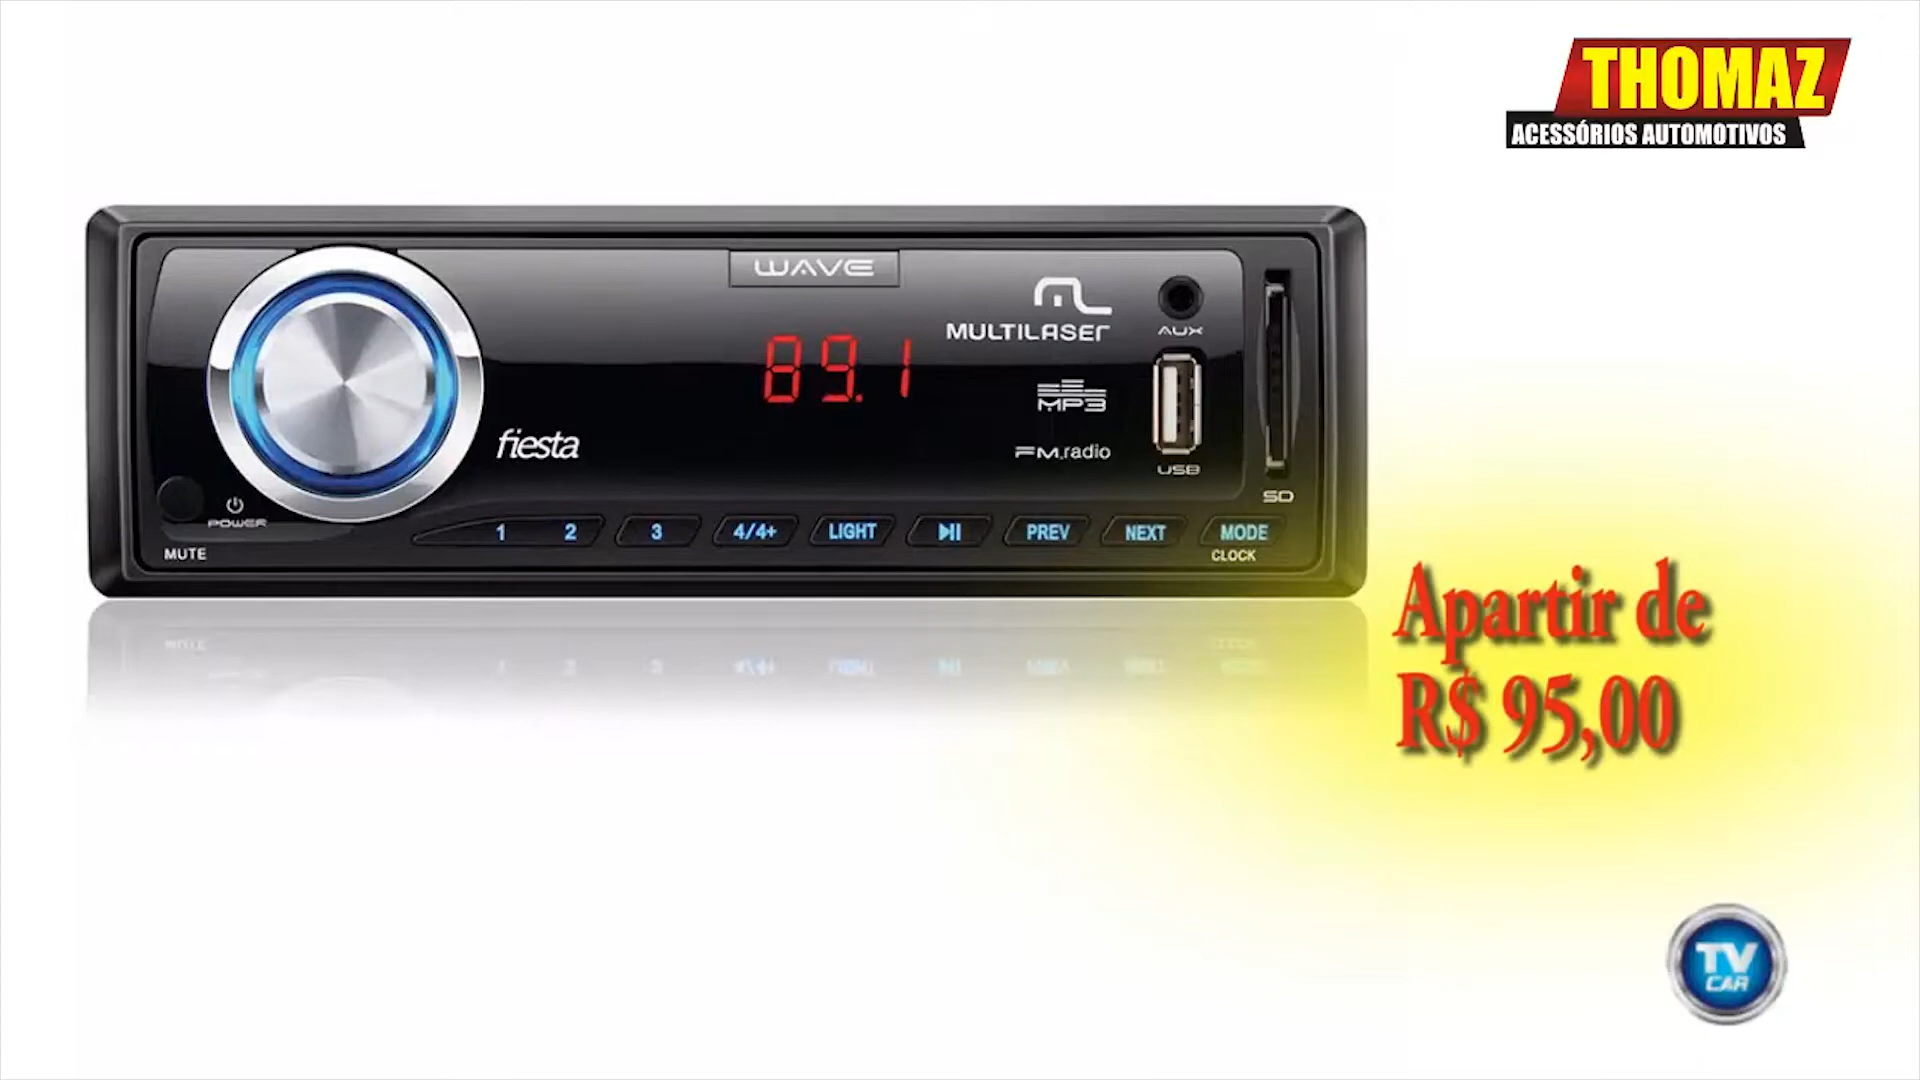 THOMAZ
ACESSÓRIOS AUTOMOTIVOS
WAVE
MULTILASER
AUX
89.1
MP3
fiesta
FM.radio
USB
SD
POWER
MUTE
1 2 3 4/4+ LIGHT PREV NEXT MODE
CLOCK
Apartir de
R$ 95,00
TV
CAR